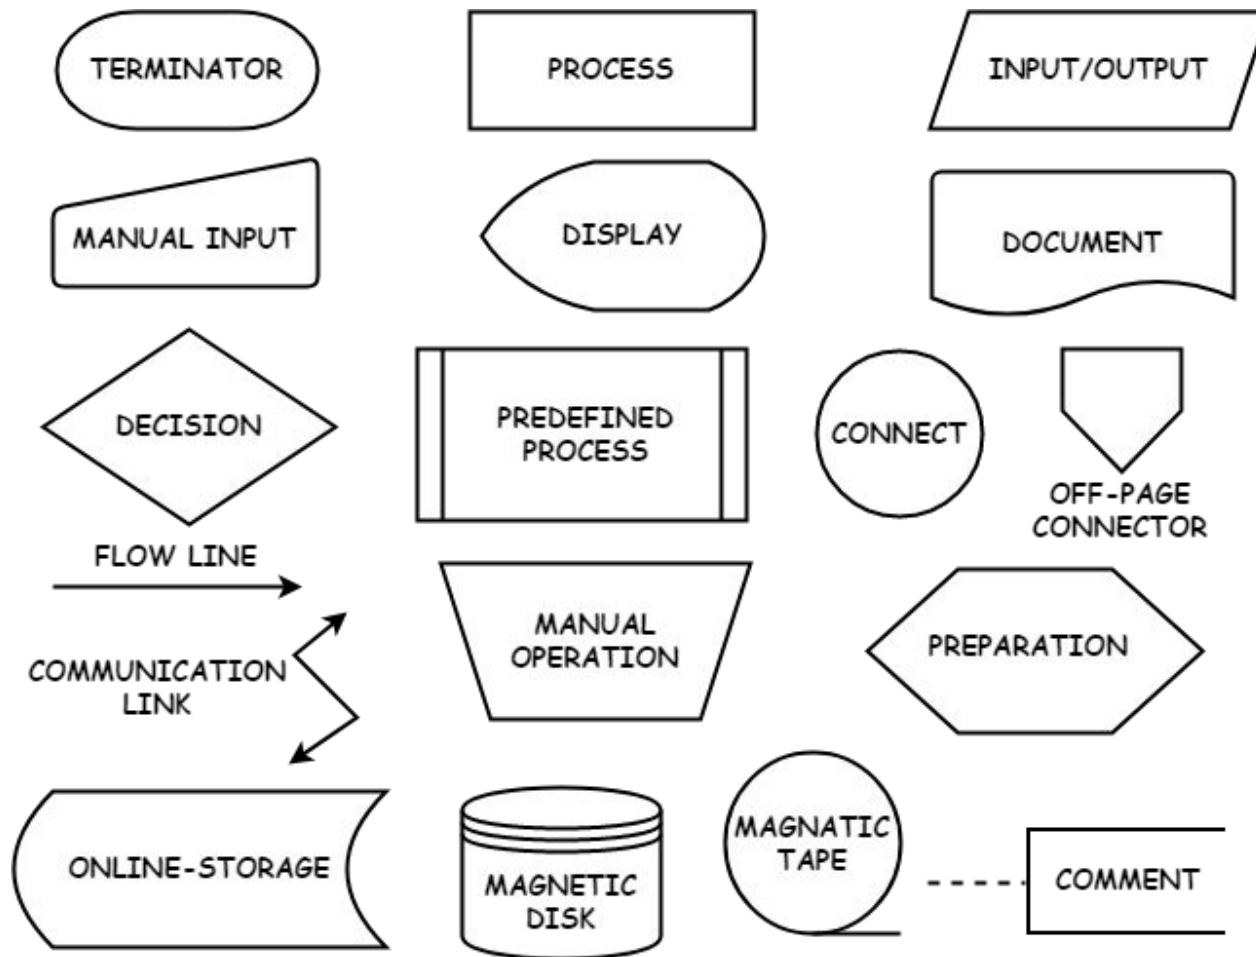 TERMINATOR
PROCESS
INPUT/OUTPUT
MANUAL INPUT
DISPLAY
DOCUMENT
DECISION
PREDEFINED
PROCESS
CONNECT
OFF-PAGE
CONNECTOR
FLOW LINE
COMMUNICATION
LINK
MANUAL
OPERATION
PREPARATION
ONLINE-STORAGE
MAGNETIC
DISK
MAGNATIC
TAPE
COMMENT